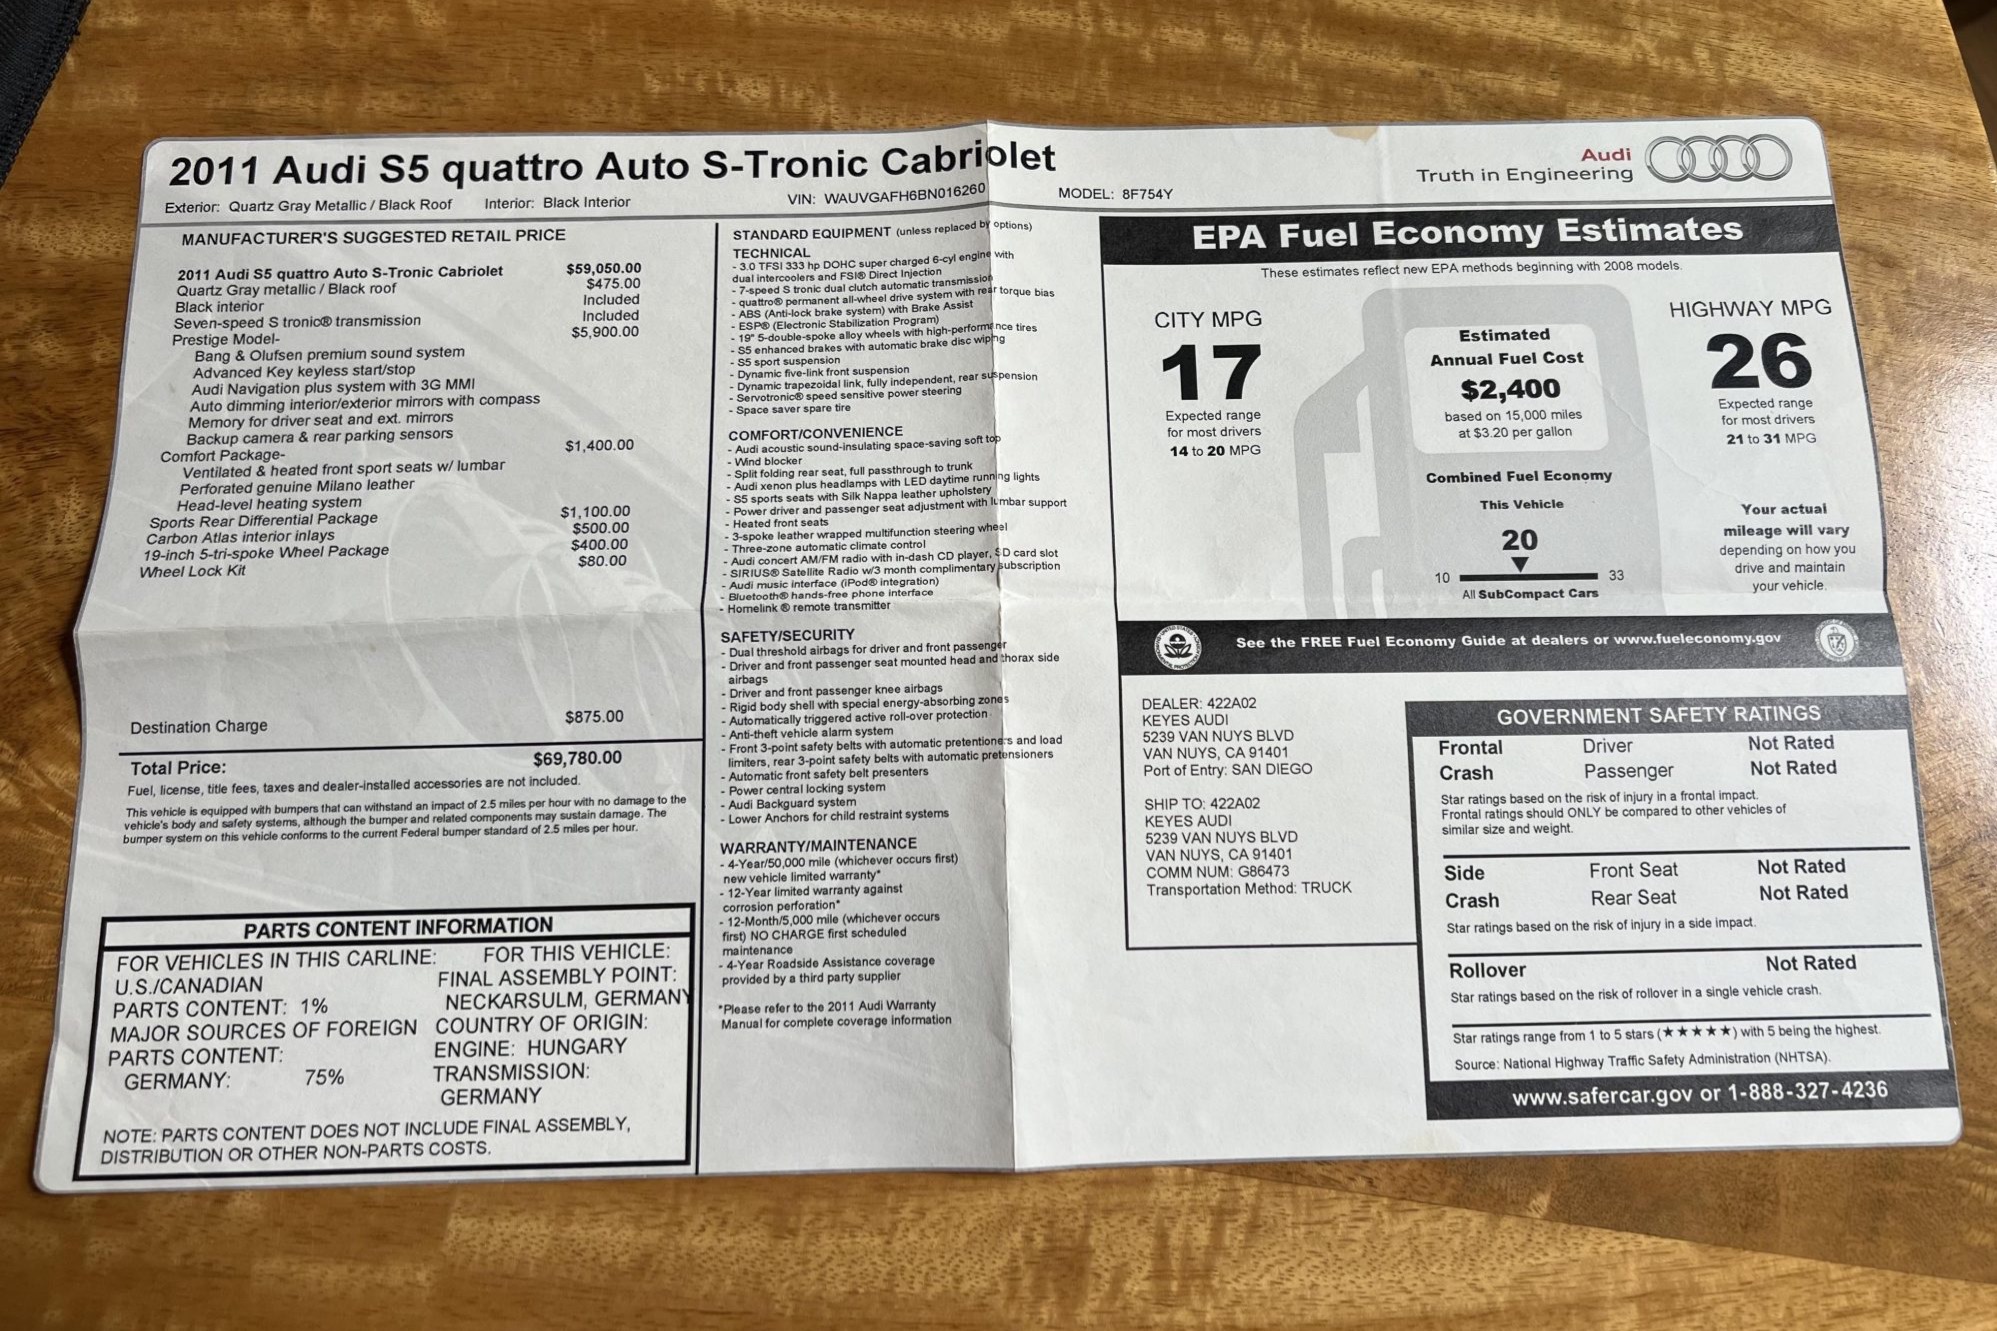 2011 Audi S5 quattro Auto S-Tronic Cabriolet
Exterior: Quartz Gray Metallic / Black Roof Interior: Black Interior VIN: WAUVGAFH6BN016260 MODEL: 8F754Y
Audi
Truth in Engineering
MANUFACTURER'S SUGGESTED RETAIL PRICE
2011 Audi S5 quattro Auto S-Tronic Cabriolet $59,050.00
Quartz Gray metallic / Black roof $475.00
Black interior Included
Seven-speed S tronic® transmission Included
Prestige Model- $5,900.00
Bang & Olufsen premium sound system
Advanced Key keyless start/stop
Audi Navigation plus system with 3G MMI
Auto dimming interior/exterior mirrors with compass
Memory for driver seat and ext. mirrors
Backup camera & rear parking sensors
Comfort Package- $1,400.00
Ventilated & heated front sport seats w/ lumbar
Perforated genuine Milano leather
Head-level heating system
Sports Rear Differential Package $1,100.00
Carbon Atlas interior inlays $500.00
19-inch 5-tri-spoke Wheel Package $400.00
Wheel Lock Kit $80.00
Destination Charge $875.00
Total Price: $69,780.00
Fuel, license, title fees, taxes and dealer-installed accessories are not included.
This vehicle is equipped with bumpers that can withstand an impact of 2.5 miles per hour with no damage to the
vehicle's body and safety systems, although the bumper and related components may sustain damage. The
bumper system on this vehicle conforms to the current Federal bumper standard of 2.5 miles per hour.
PARTS CONTENT INFORMATION
FOR VEHICLES IN THIS CARLINE:
U.S./CANADIAN
PARTS CONTENT: 1%
MAJOR SOURCES OF FOREIGN
PARTS CONTENT:
GERMANY: 75%
FOR THIS VEHICLE:
FINAL ASSEMBLY POINT:
NECKARSULM, GERMANY
COUNTRY OF ORIGIN:
ENGINE: HUNGARY
TRANSMISSION:
GERMANY
NOTE: PARTS CONTENT DOES NOT INCLUDE FINAL ASSEMBLY,
DISTRIBUTION OR OTHER NON-PARTS COSTS.
STANDARD EQUIPMENT (unless replaced by options)
TECHNICAL
- 3.0 TFSI 333 hp DOHC super charged 6-cyl engine with
dual intercoolers and FSI® Direct Injection
- 7-speed S tronic dual clutch automatic transmission
- quattro® permanent all-wheel drive system with rear torque bias
- ABS (Anti-lock brake system) with Brake Assist
- ESP® (Electronic Stabilization Program)
- 19" 5-double-spoke alloy wheels with high-performance tires
- S5 enhanced brakes with automatic brake disc wiping
- S5 sport suspension
- Dynamic five-link front suspension
- Dynamic trapezoidal link, fully independent, rear suspension
- Servotronic® speed sensitive power steering
- Space saver spare tire
COMFORT/CONVENIENCE
- Audi acoustic sound-insulating space-saving soft top
- Wind blocker
- Split folding rear seat, full passthrough to trunk
- Audi xenon plus headlamps with LED daytime running lights
- S5 sports seats with Silk Nappa leather upholstery
- Power driver and passenger seat adjustment with lumbar support
- Heated front seats
- 3-spoke leather wrapped multifunction steering wheel
- Three-zone automatic climate control
- Audi concert AM/FM radio with in-dash CD player, SD card slot
- SIRIUS® Satellite Radio w/3 month complimentary subscription
- Audi music interface (iPod® integration)
- Bluetooth® hands-free phone interface
- Homelink ® remote transmitter
SAFETY/SECURITY
- Dual threshold airbags for driver and front passenger
- Driver and front passenger seat mounted head and thorax side
airbags
- Driver and front passenger knee airbags
- Rigid body shell with special energy-absorbing zones
- Automatically triggered active roll-over protection
- Anti-theft vehicle alarm system
- Front 3-point safety belts with automatic pretentioners and load
limiters, rear 3-point safety belts with automatic pretensioners
- Automatic front safety belt presenters
- Power central locking system
- Audi Backguard system
- Lower Anchors for child restraint systems
WARRANTY/MAINTENANCE
- 4-Year/50,000 mile (whichever occurs first)
new vehicle limited warranty*
- 12-Year limited warranty against
corrosion perforation*
- 12-Month/5,000 mile (whichever occurs
first) NO CHARGE first scheduled
maintenance
- 4-Year Roadside Assistance coverage
provided by a third party supplier
*Please refer to the 2011 Audi Warranty
Manual for complete coverage information
EPA Fuel Economy Estimates
These estimates reflect new EPA methods beginning with 2008 models.
CITY MPG
17
Expected range
for most drivers
14 to 20 MPG
Estimated
Annual Fuel Cost
$2,400
based on 15,000 miles
at $3.20 per gallon
Combined Fuel Economy
This Vehicle
20
10 33
All SubCompact Cars
HIGHWAY MPG
26
Expected range
for most drivers
21 to 31 MPG
Your actual
mileage will vary
depending on how you
drive and maintain
your vehicle.
See the FREE Fuel Economy Guide at dealers or www.fueleconomy.gov
DEALER: 422A02
KEYES AUDI
5239 VAN NUYS BLVD
VAN NUYS, CA 91401
Port of Entry: SAN DIEGO
SHIP TO: 422A02
KEYES AUDI
5239 VAN NUYS BLVD
VAN NUYS, CA 91401
COMM NUM: G86473
Transportation Method: TRUCK
GOVERNMENT SAFETY RATINGS
Frontal Driver Not Rated
Crash Passenger Not Rated
Star ratings based on the risk of injury in a frontal impact.
Frontal ratings should ONLY be compared to other vehicles of
similar size and weight.
Side Front Seat Not Rated
Crash Rear Seat Not Rated
Star ratings based on the risk of injury in a side impact.
Rollover Not Rated
Star ratings based on the risk of rollover in a single vehicle crash.
Star ratings range from 1 to 5 stars (★★★★★) with 5 being the highest.
Source: National Highway Traffic Safety Administration (NHTSA).
www.safercar.gov or 1-888-327-4236